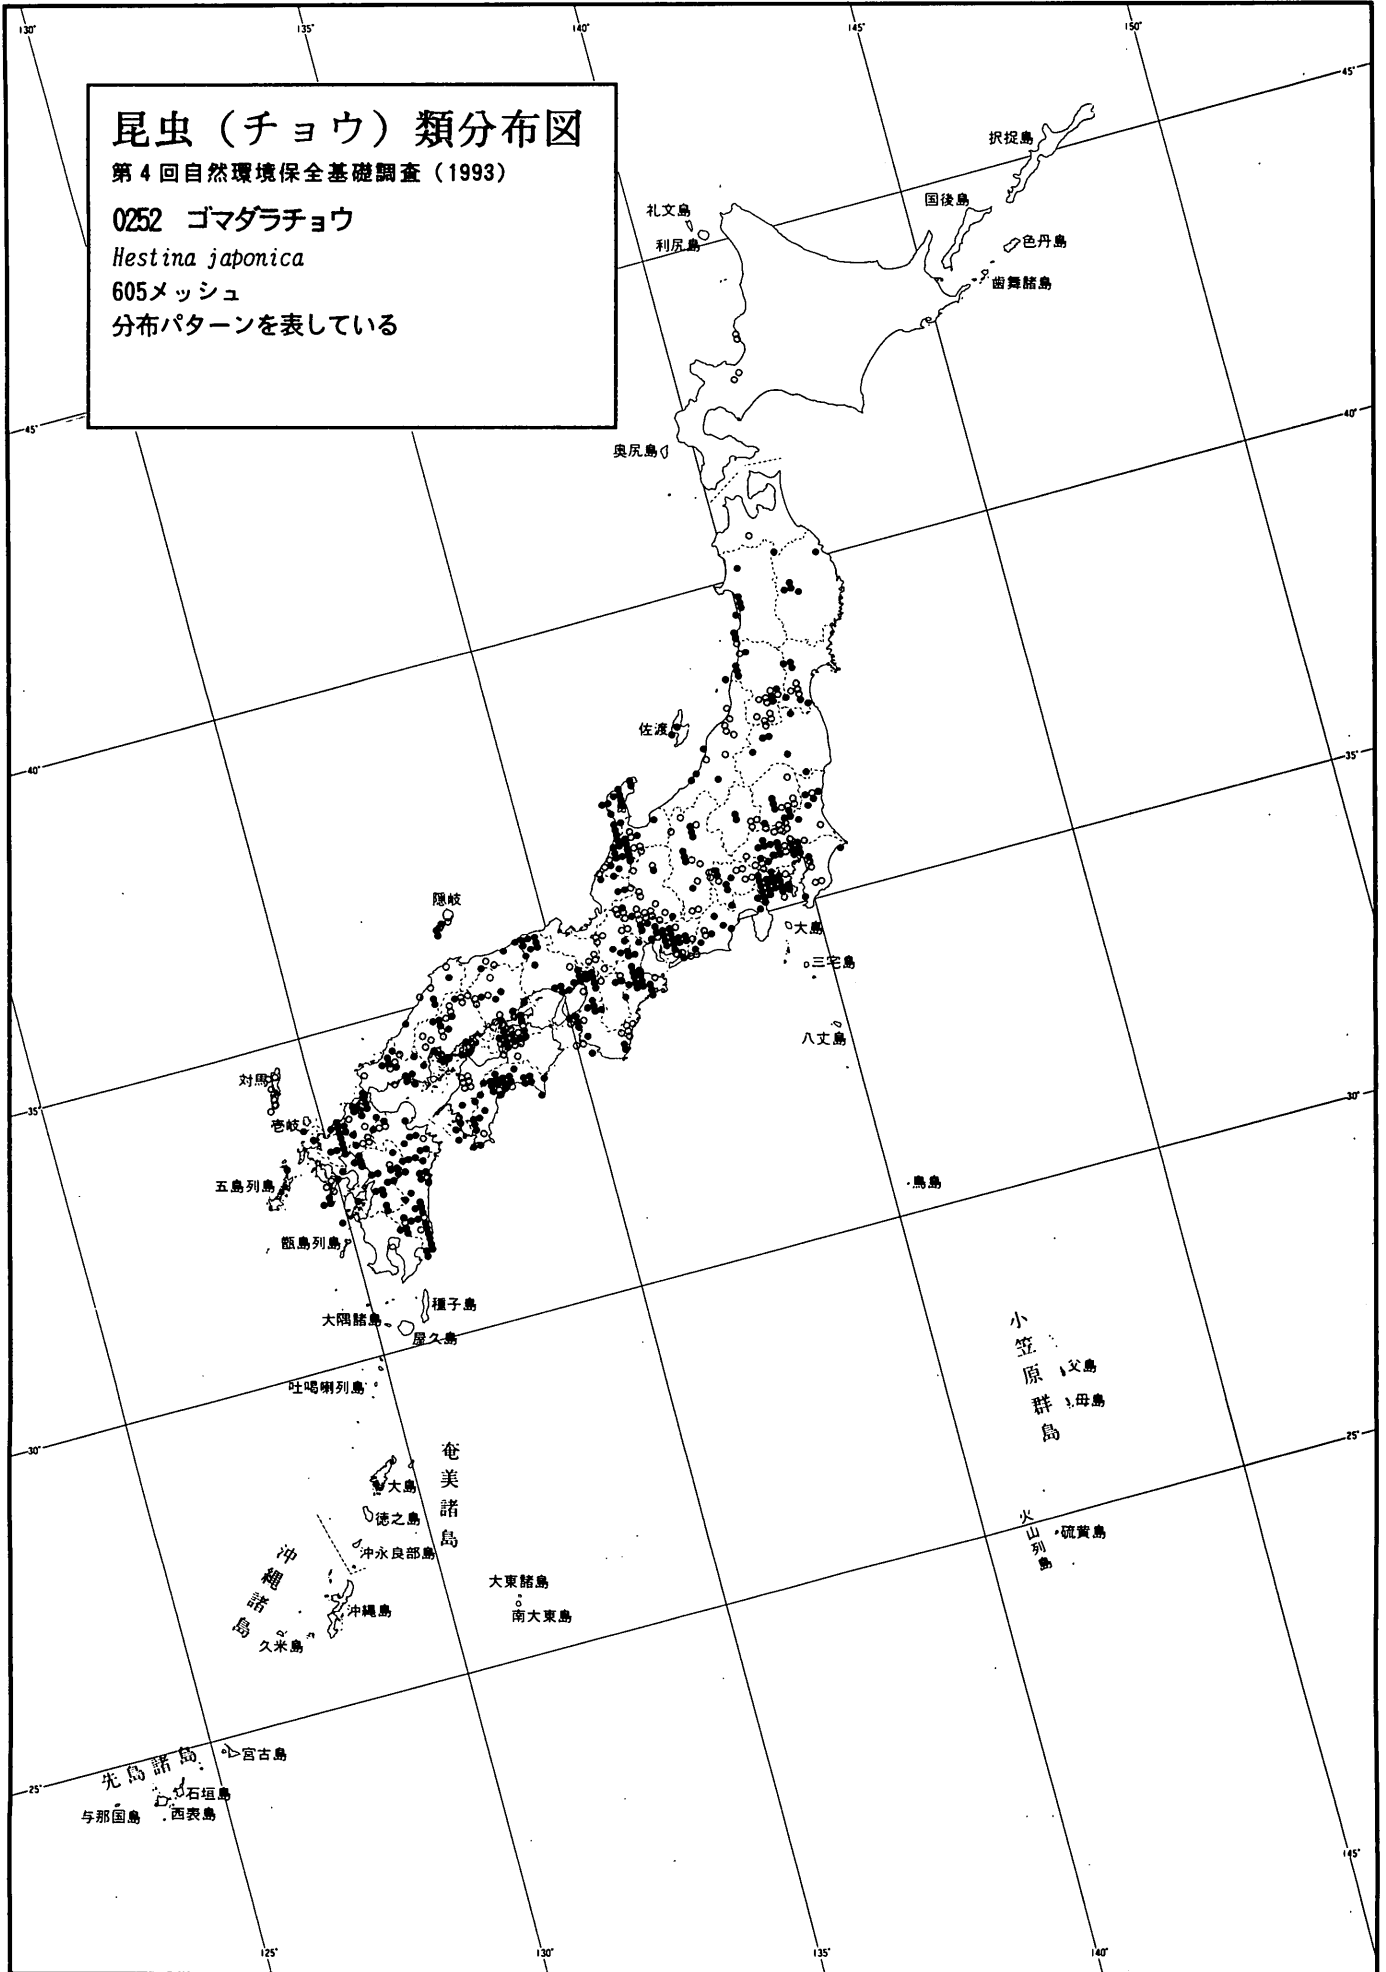 130°
135°
140°
145°
150°
45°
昆虫（チョウ）類分布図
第4回自然環境保全基礎調査（1993）
0252 ゴマダラチョウ
Hestina japonica
605メッシュ
分布パターンを表している
択捉島
国後島
色丹島
歯舞諸島
礼文島
利尻島
45°
40°
奥尻島
佐渡
40°
35°
隠岐
大島
三宅島
八丈島
対馬
壱岐
35°
30°
五島列島
鳥島
甑島列島
種子島
大隅諸島
屋久島
吐喝喇列島
小笠原群島
父島
母島
30°
25°
奄美諸島
大島
徳之島
沖永良部島
沖縄諸島
沖縄島
久米島
大東諸島
南大東島
火山列島
硫黄島
先島諸島
宮古島
石垣島
西表島
与那国島
25°
145°
125°
130°
135°
140°